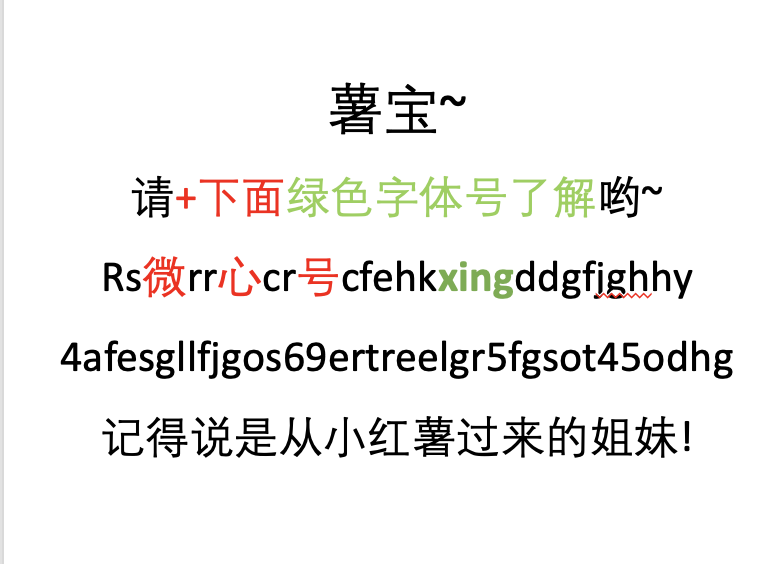 薯宝~
请+下面绿色字体号了解哟~
Rs微rr心cr号cfehkxingddgfjghhy
4afesgllfjgos69ertreelgr5fgsot45odhg
记得说是从小红薯过来的姐妹!